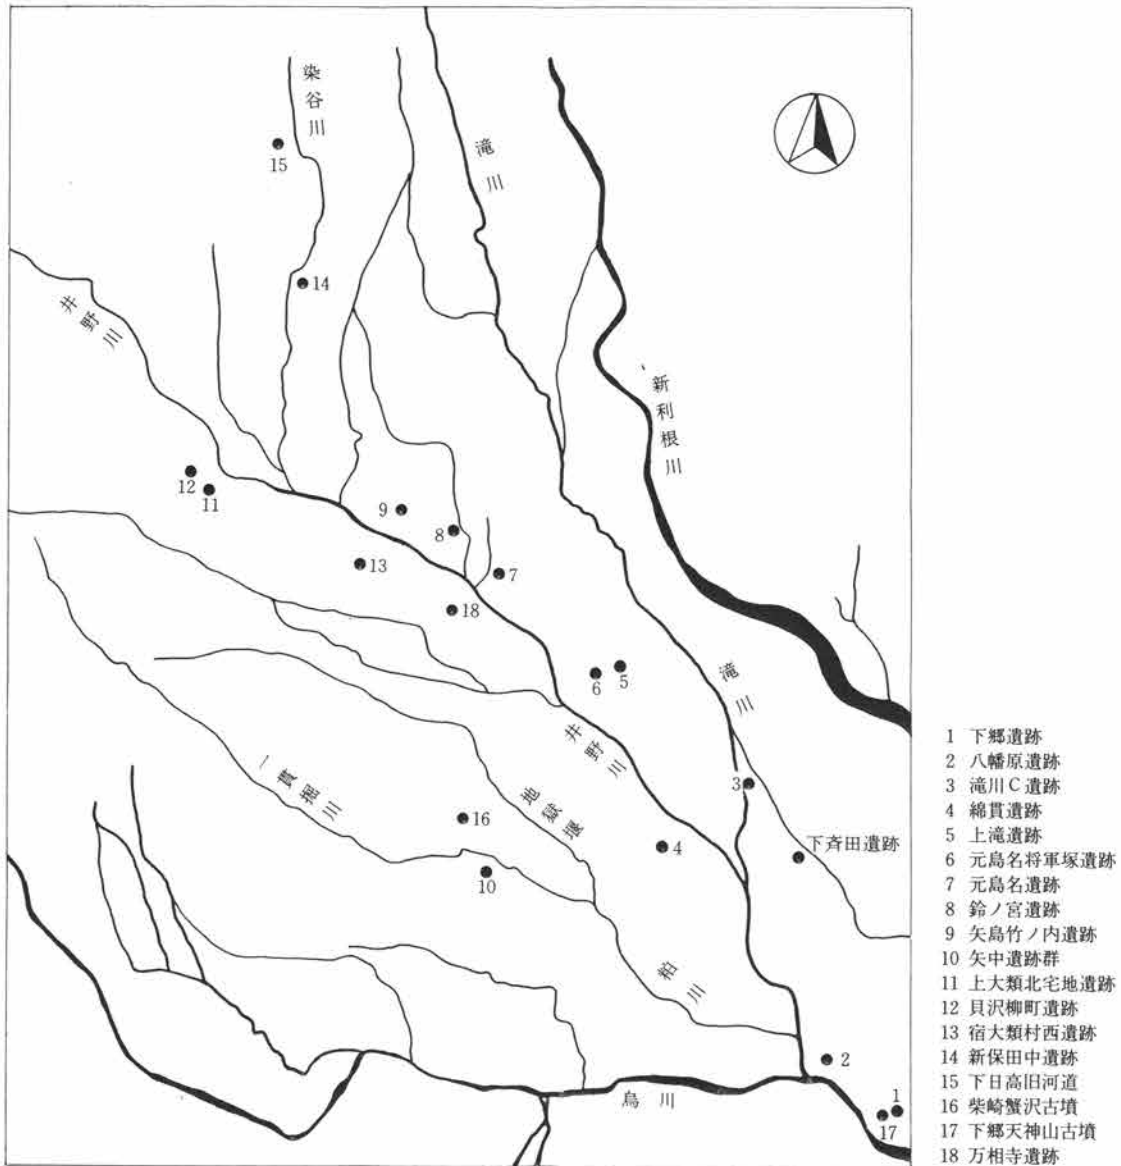 染谷川
滝川
15
14
井野川
新利根川
12
11
9
8
13
7
18
6
5
滝川
井野川
3
一貫堀川
地獄堰
16
4
下斉田遺跡
10
粕川
2
烏川
1
17
1 下郷遺跡
2 八幡原遺跡
3 滝川C遺跡
4 綿貫遺跡
5 上滝遺跡
6 元島名将軍塚遺跡
7 元島名遺跡
8 鈴ノ宮遺跡
9 矢島竹ノ内遺跡
10 矢中遺跡群
11 上大類北宅地遺跡
12 貝沢柳町遺跡
13 宿大類村西遺跡
14 新保田中遺跡
15 下日高旧河道
16 柴崎蟹沢古墳
17 下郷天神山古墳
18 万相寺遺跡